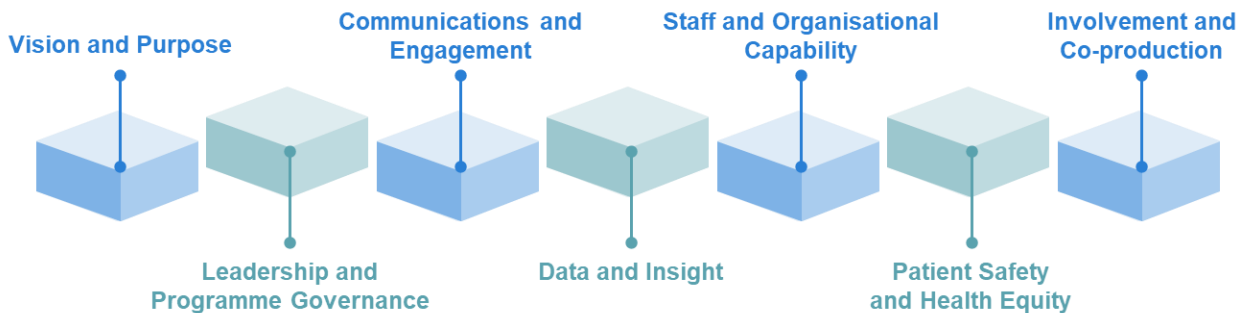 Vision and Purpose
Leadership and
Programme Governance
Communications and
Engagement
Data and Insight
Staff and Organisational
Capability
Patient Safety
and Health Equity
Involvement and
Co-production